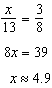 x/13 = 3/8
8x = 39
x ≈ 4.9